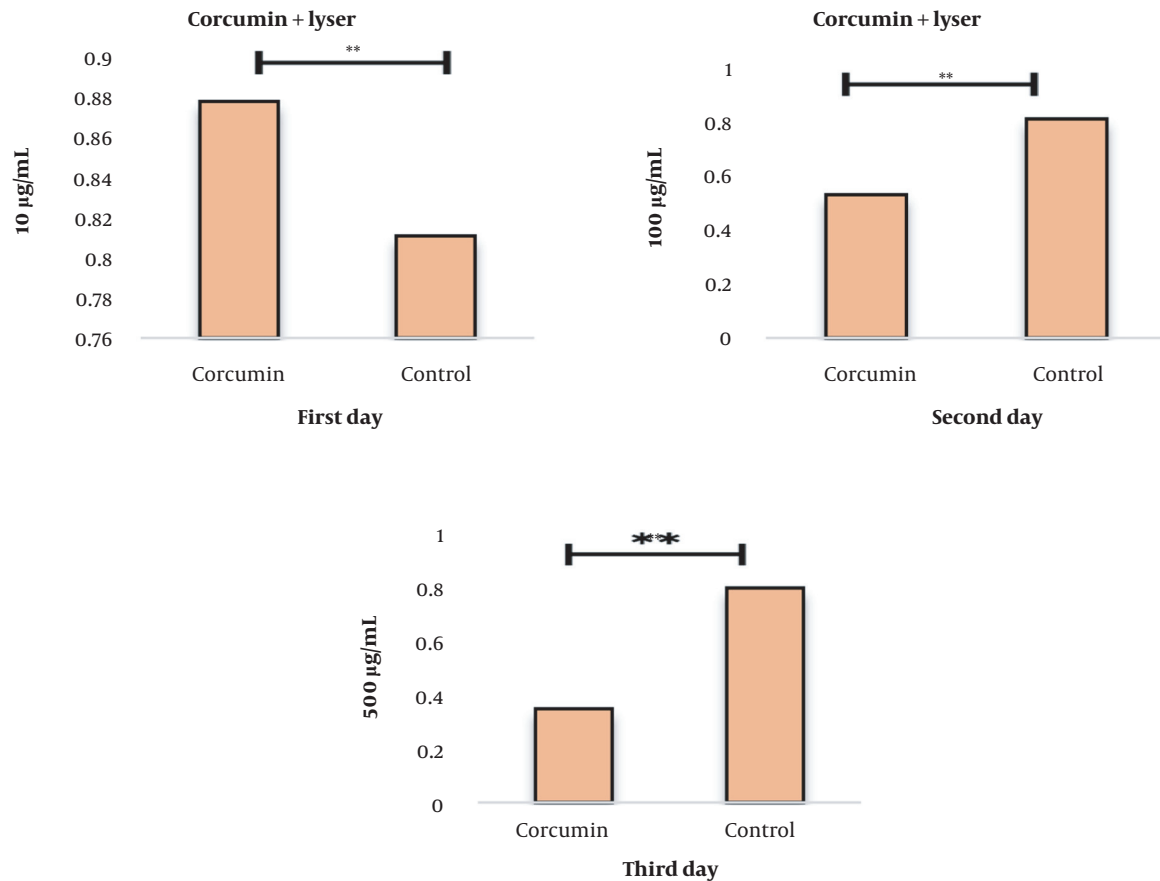 Corcumin + lyser
**
0.9
0.88
0.86
0.84
0.82
0.8
0.78
0.76
10 µg/mL
Corcumin Control
First day
Corcumin + lyser
**
1
0.8
0.6
0.4
0.2
0
100 µg/mL
Corcumin Control
Second day
**
1
0.8
0.6
0.4
0.2
0
500 µg/mL
Corcumin Control
Third day